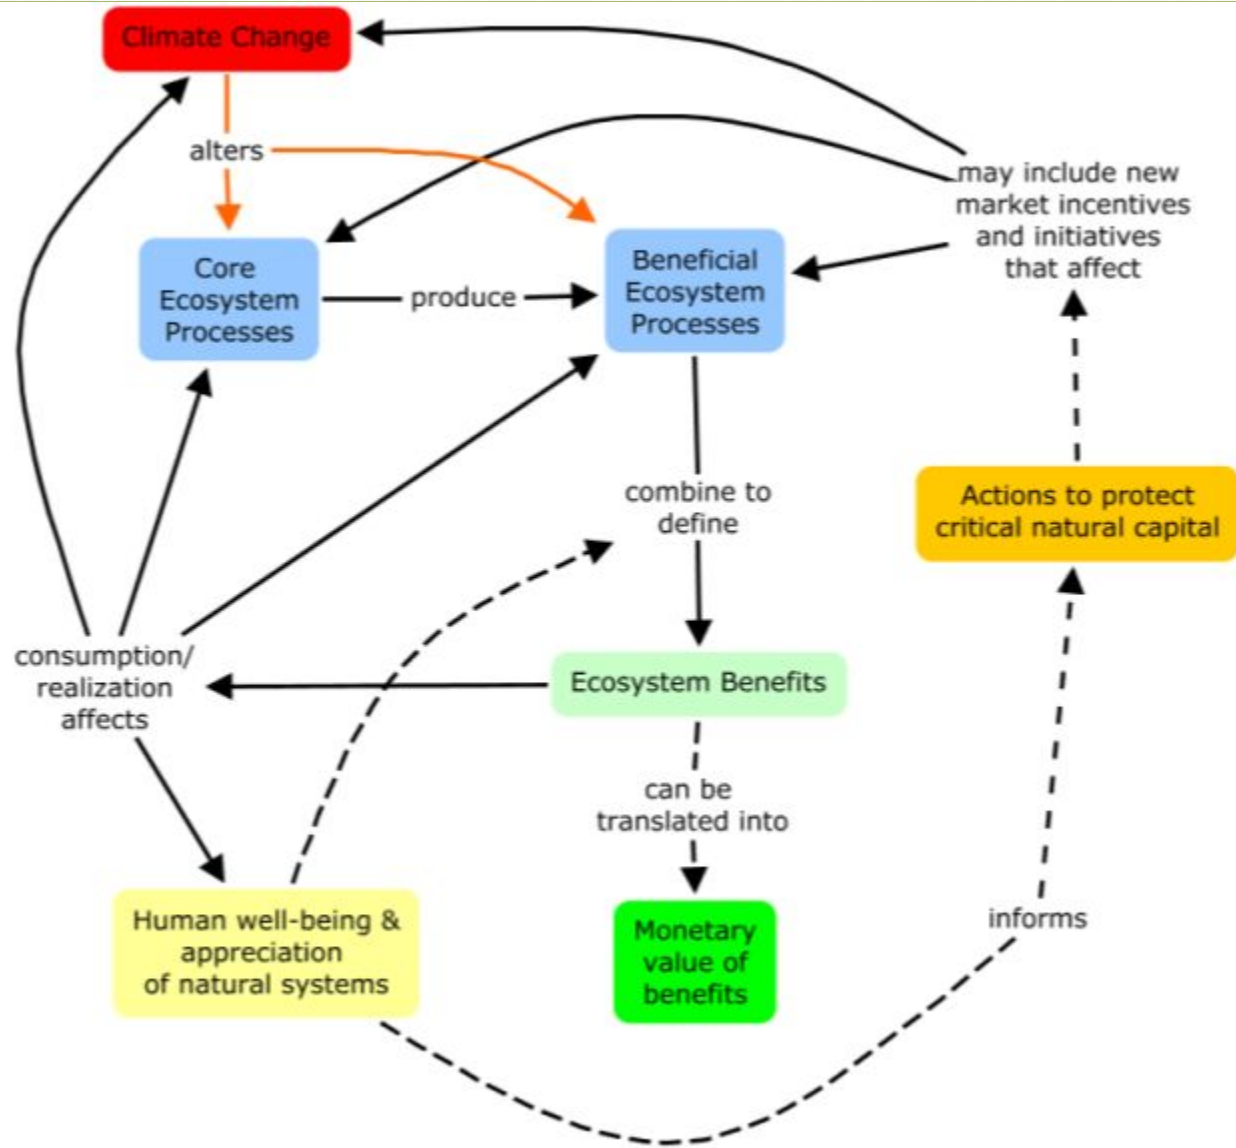 Climate Change
alters
may include new
market incentives
and initiatives
that affect
Core
Ecosystem
Processes
produce
Beneficial
Ecosystem
Processes
combine to
define
Actions to protect
critical natural capital
consumption/
realization
affects
Ecosystem Benefits
can be
translated into
Human well-being &
appreciation
of natural systems
Monetary
value of
benefits
informs